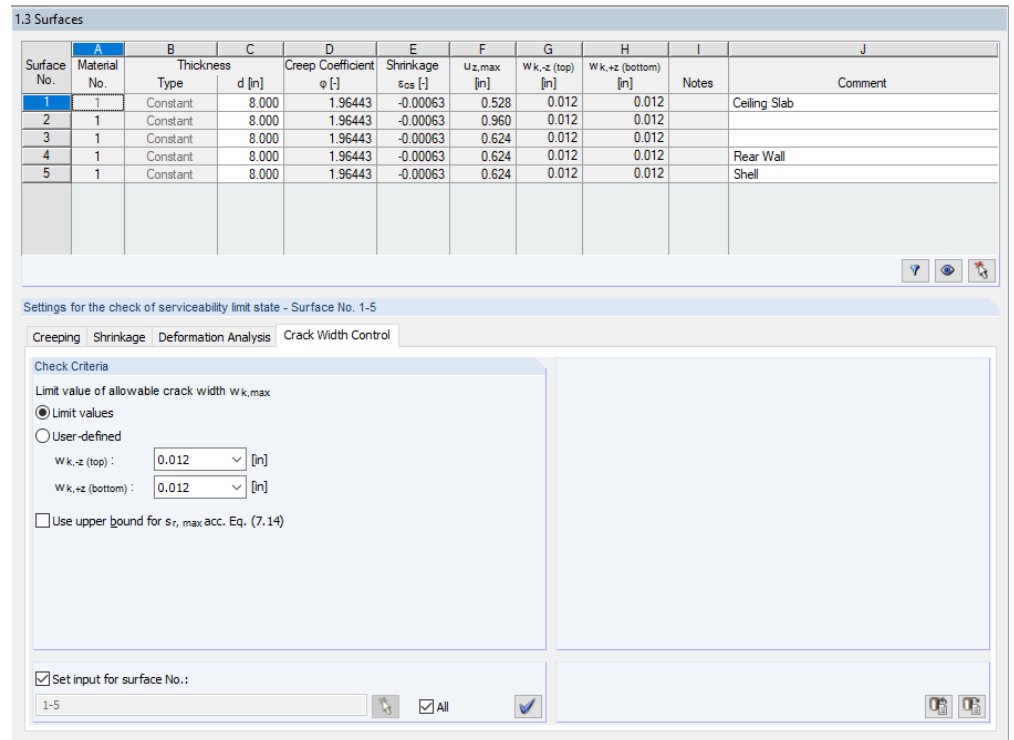 1.3 Surfaces
A B C D E F G H I J
Surface Material Thickness Creep Coefficient Shrinkage uz,max wk,-z (top) wk,+z (bottom)
No. No. Type d [in] φ [-] εcs [-] [in] [in] [in] Notes Comment
1 1 Constant 8.000 1.96443 -0.00063 0.528 0.012 0.012 Ceiling Slab
2 1 Constant 8.000 1.96443 -0.00063 0.960 0.012 0.012
3 1 Constant 8.000 1.96443 -0.00063 0.624 0.012 0.012
4 1 Constant 8.000 1.96443 -0.00063 0.624 0.012 0.012 Rear Wall
5 1 Constant 8.000 1.96443 -0.00063 0.624 0.012 0.012 Shell
Settings for the check of serviceability limit state - Surface No. 1-5
Creeping Shrinkage Deformation Analysis Crack Width Control
Check Criteria
Limit value of allowable crack width wk,max
Limit values
User-defined
wk,-z (top) : 0.012 [in]
wk,+z (bottom) : 0.012 [in]
Use upper bound for sr, max acc. Eq. (7.14)
Set input for surface No.:
1-5 All